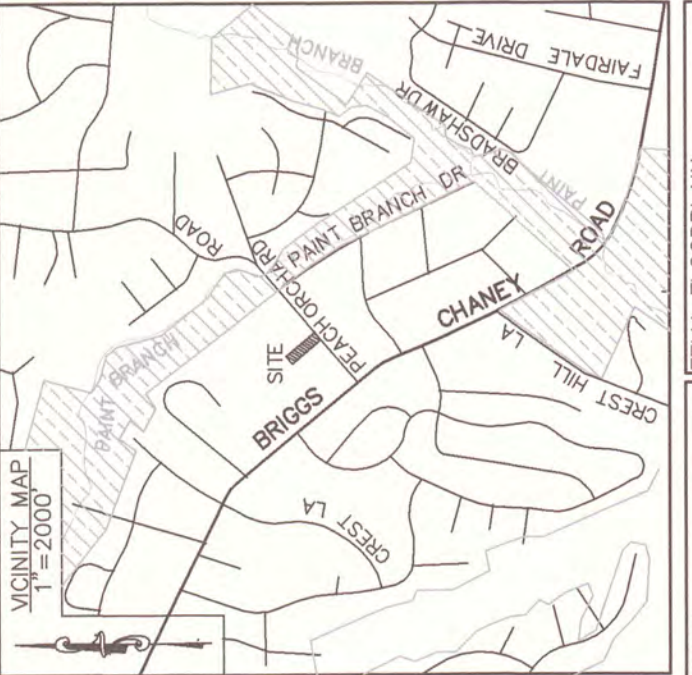 VICINITY MAP
1"=2000'
BRANCH
FAIRDALE DRIVE
BRADSHAW DR
PAINT
ROAD
PAINT BRANCH DR
ROAD
PEACH ORCHARD
CHANEY
SITE
PAINT BRANCH
BRIGGS
CREST HILL LA
CREST LA